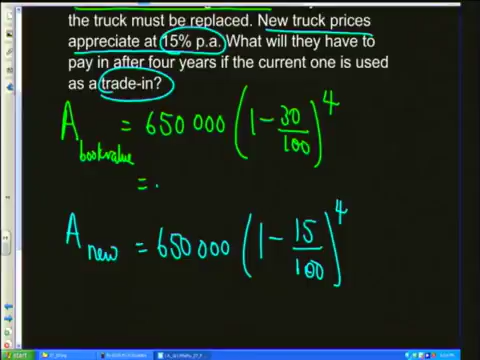 the truck must be replaced. New truck prices
appreciate at 15% p.a. What will they have to
pay in after four years if the current one is used
as a trade-in?
A book value = 650 000 (1 - 30/100)^4
= .
A new = 650 000 (1 - 15/100)^4
start